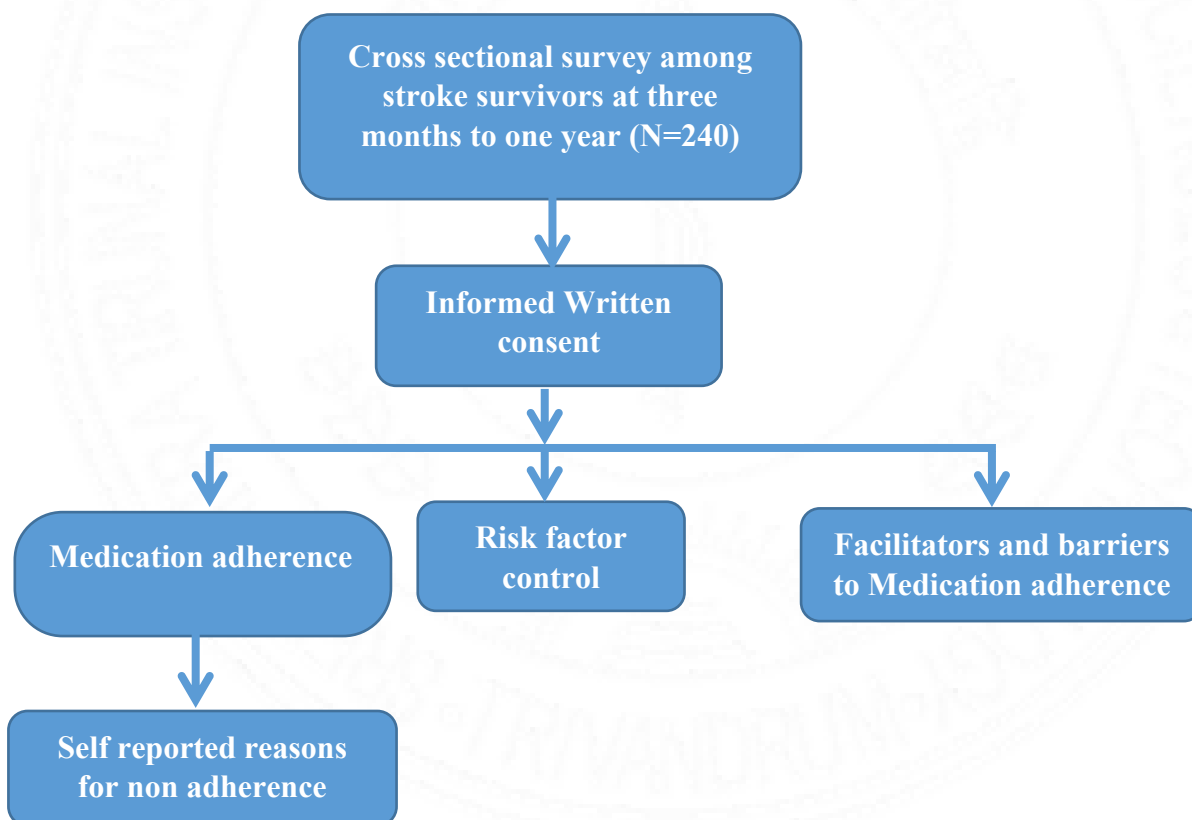 Cross sectional survey among
stroke survivors at three
months to one year (N=240)
Informed Written
consent
Medication adherence
Risk factor
control
Facilitators and barriers
to Medication adherence
Self reported reasons
for non adherence
TRIVANDRUM